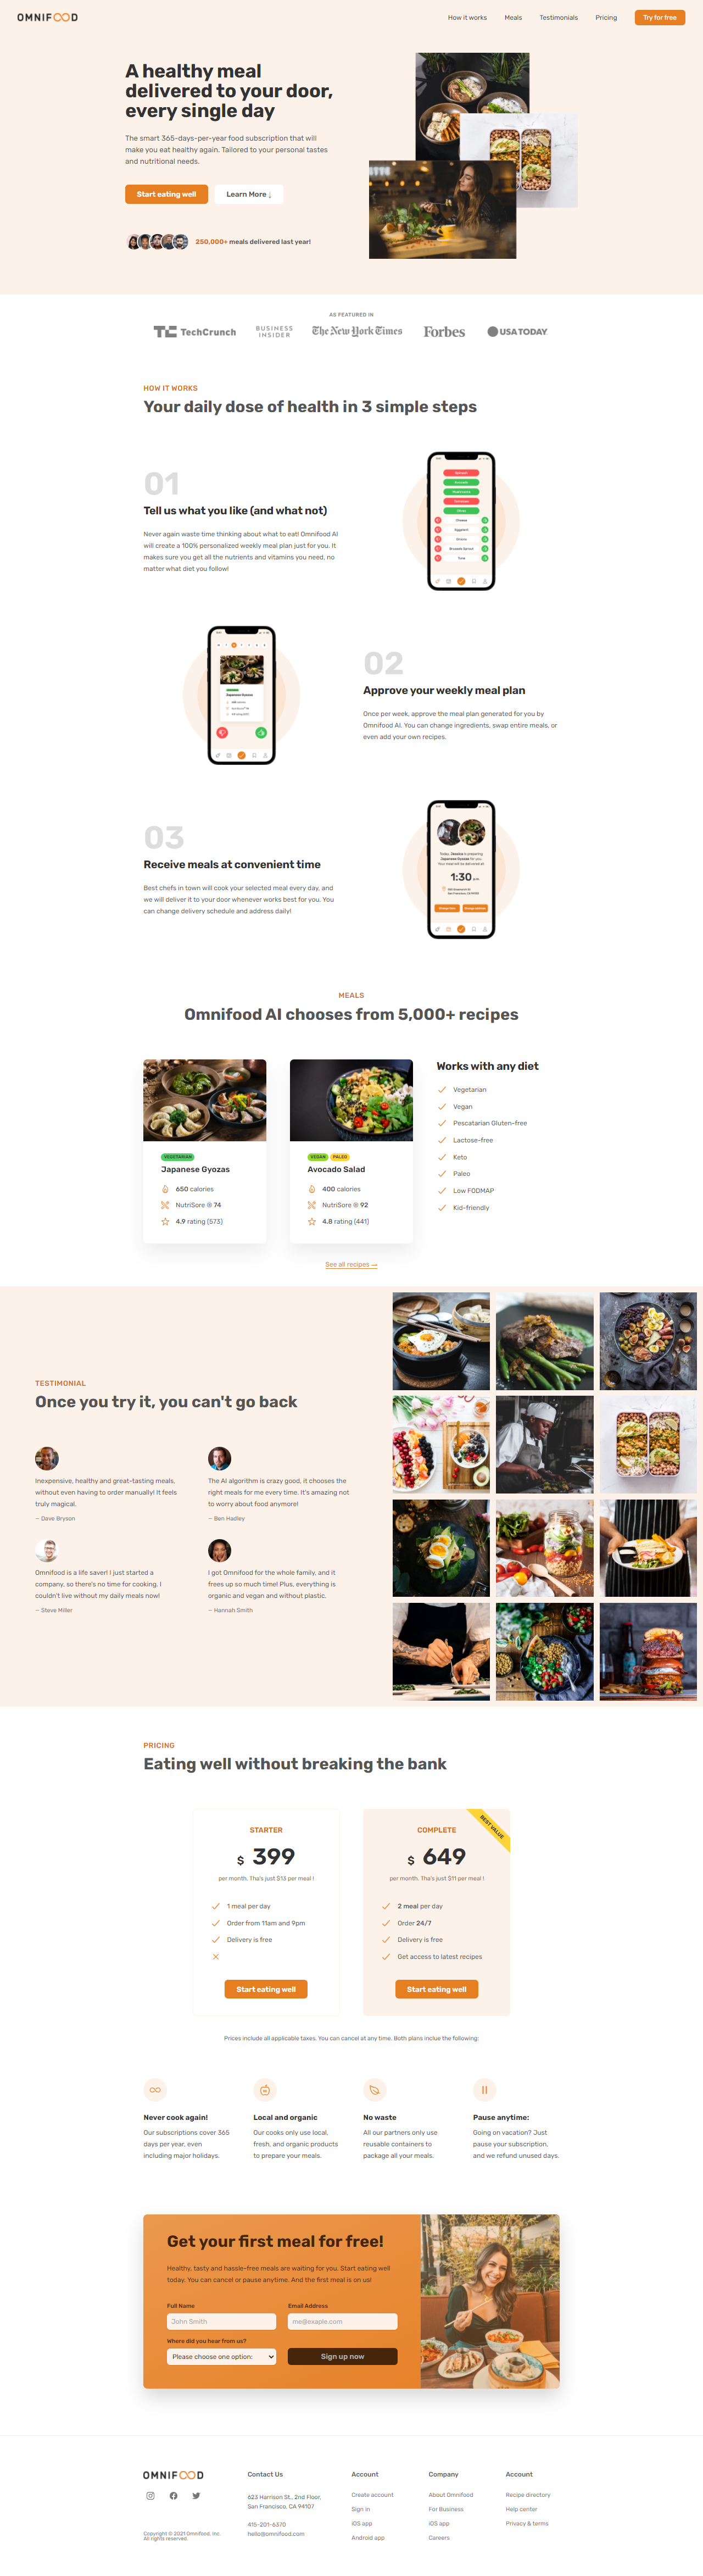 OMNIFOOD
How it works
Meals
Testimonials
Pricing
Try for free
A healthy meal
delivered to your door,
every single day
The smart 365-days-per-year food subscription that will
make you eat healthy again. Tailored to your personal tastes
and nutritional needs.
Start eating well
Learn More ↓
250,000+ meals delivered last year!
AS FEATURED IN
TechCrunch
BUSINESS
INSIDER
The New York Times
Forbes
USA TODAY
HOW IT WORKS
Your daily dose of health in 3 simple steps
01
Tell us what you like (and what not)
Never again waste time thinking about what to eat! Omnifood AI
will create a 100% personalized weekly meal plan just for you. It
makes sure you get all the nutrients and vitamins you need, no
matter what diet you follow!
02
Approve your weekly meal plan
Once per week, approve the meal plan generated for you by
Omnifood AI. You can change ingredients, swap entire meals, or
even add your own recipes.
03
Receive meals at convenient time
Best chefs in town will cook your selected meal every day, and
we will deliver it to your door whenever works best for you. You
can change delivery schedule and address daily!
1:30
MEALS
Omnifood AI chooses from 5,000+ recipes
VEGETARIAN
Japanese Gyozas
650 calories
NutriSore ® 74
4.9 rating (573)
VEGAN
PALEO
Avocado Salad
400 calories
NutriSore ® 92
4.8 rating (441)
Works with any diet
Vegetarian
Vegan
Pescatarian Gluten-free
Lactose-free
Keto
Paleo
Low FODMAP
Kid-friendly
See all recipes →
TESTIMONIAL
Once you try it, you can't go back
Inexpensive, healthy and great-tasting meals,
without even having to order manually! It feels
truly magical.
— Dave Bryson
The AI algorithm is crazy good, it chooses the
right meals for me every time. It's amazing not
to worry about food anymore!
— Ben Hadley
Omnifood is a life saver! I just started a
company, so there's no time for cooking. I
couldn't live without my daily meals now!
— Steve Miller
I got Omnifood for the whole family, and it
frees up so much time! Plus, everything is
organic and vegan and without plastic.
— Hannah Smith
PRICING
Eating well without breaking the bank
STARTER
$ 399
per month. Tha's just $13 per meal !
1 meal per day
Order from 11am and 9pm
Delivery is free
Start eating well
BEST VALUE
COMPLETE
$ 649
per month. Tha's just $11 per meal !
2 meal per day
Order 24/7
Delivery is free
Get access to latest recipes
Start eating well
Prices include all applicable taxes. You can cancel at any time. Both plans inclue the following:
Never cook again!
Our subscriptions cover 365
days per year, even
including major holidays.
Local and organic
Our cooks only use local,
fresh, and organic products
to prepare your meals.
No waste
All our partners only use
reusable containers to
package all your meals.
Pause anytime:
Going on vacation? Just
pause your subscription,
and we refund unused days.
Get your first meal for free!
Healthy, tasty and hassle-free meals are waiting for you. Start eating well
today. You can cancel or pause anytime. And the first meal is on us!
Full Name
Email Address
John Smith
me@exaple.com
Where did you hear from us?
Please choose one option:
Sign up now
OMNIFOOD
Copyright © 2021 Omnifood, Inc.
All rights reserved.
Contact Us
623 Harrison St., 2nd Floor,
San Francisco, CA 94107
415-201-6370
hello@omnifood.com
Account
Create account
Sign in
iOS app
Android app
Company
About Omnifood
For Business
iOS app
Careers
Account
Recipe directory
Help center
Privacy & terms